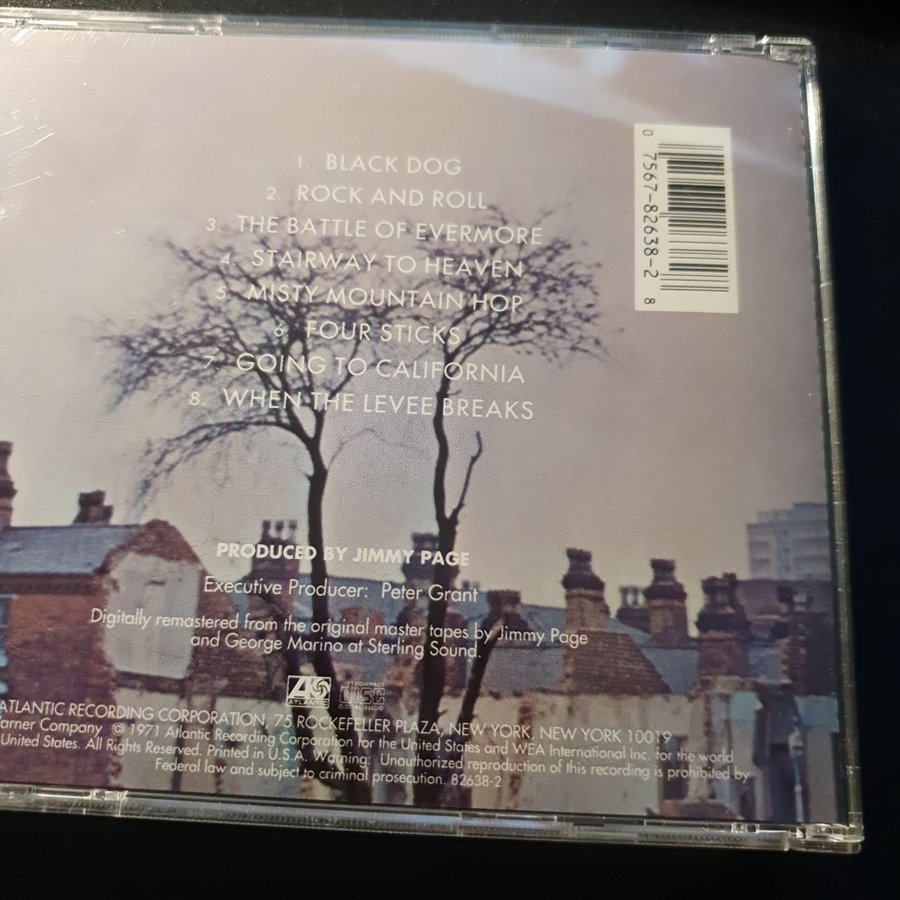 1. BLACK DOG
2. ROCK AND ROLL
3. THE BATTLE OF EVERMORE
4. STAIRWAY TO HEAVEN
5. MISTY MOUNTAIN HOP
6. FOUR STICKS
7. GOING TO CALIFORNIA
8. WHEN THE LEVEE BREAKS
0 7567-82638-2 8
PRODUCED BY JIMMY PAGE
Executive Producer: Peter Grant
Digitally remastered from the original master tapes by Jimmy Page
and George Marino at Sterling Sound.
ATLANTIC
COMPACT
disc
DIGITAL AUDIO
ATLANTIC RECORDING CORPORATION, 75 ROCKEFELLER PLAZA, NEW YORK, NEW YORK 10019
Company © 1971 Atlantic Recording Corporation for the United States and WEA International Inc. for the world
United States. All Rights Reserved. Printed in U.S.A. Warning: Unauthorized reproduction of this recording is prohibited by
Federal law and subject to criminal prosecution. 82638-2